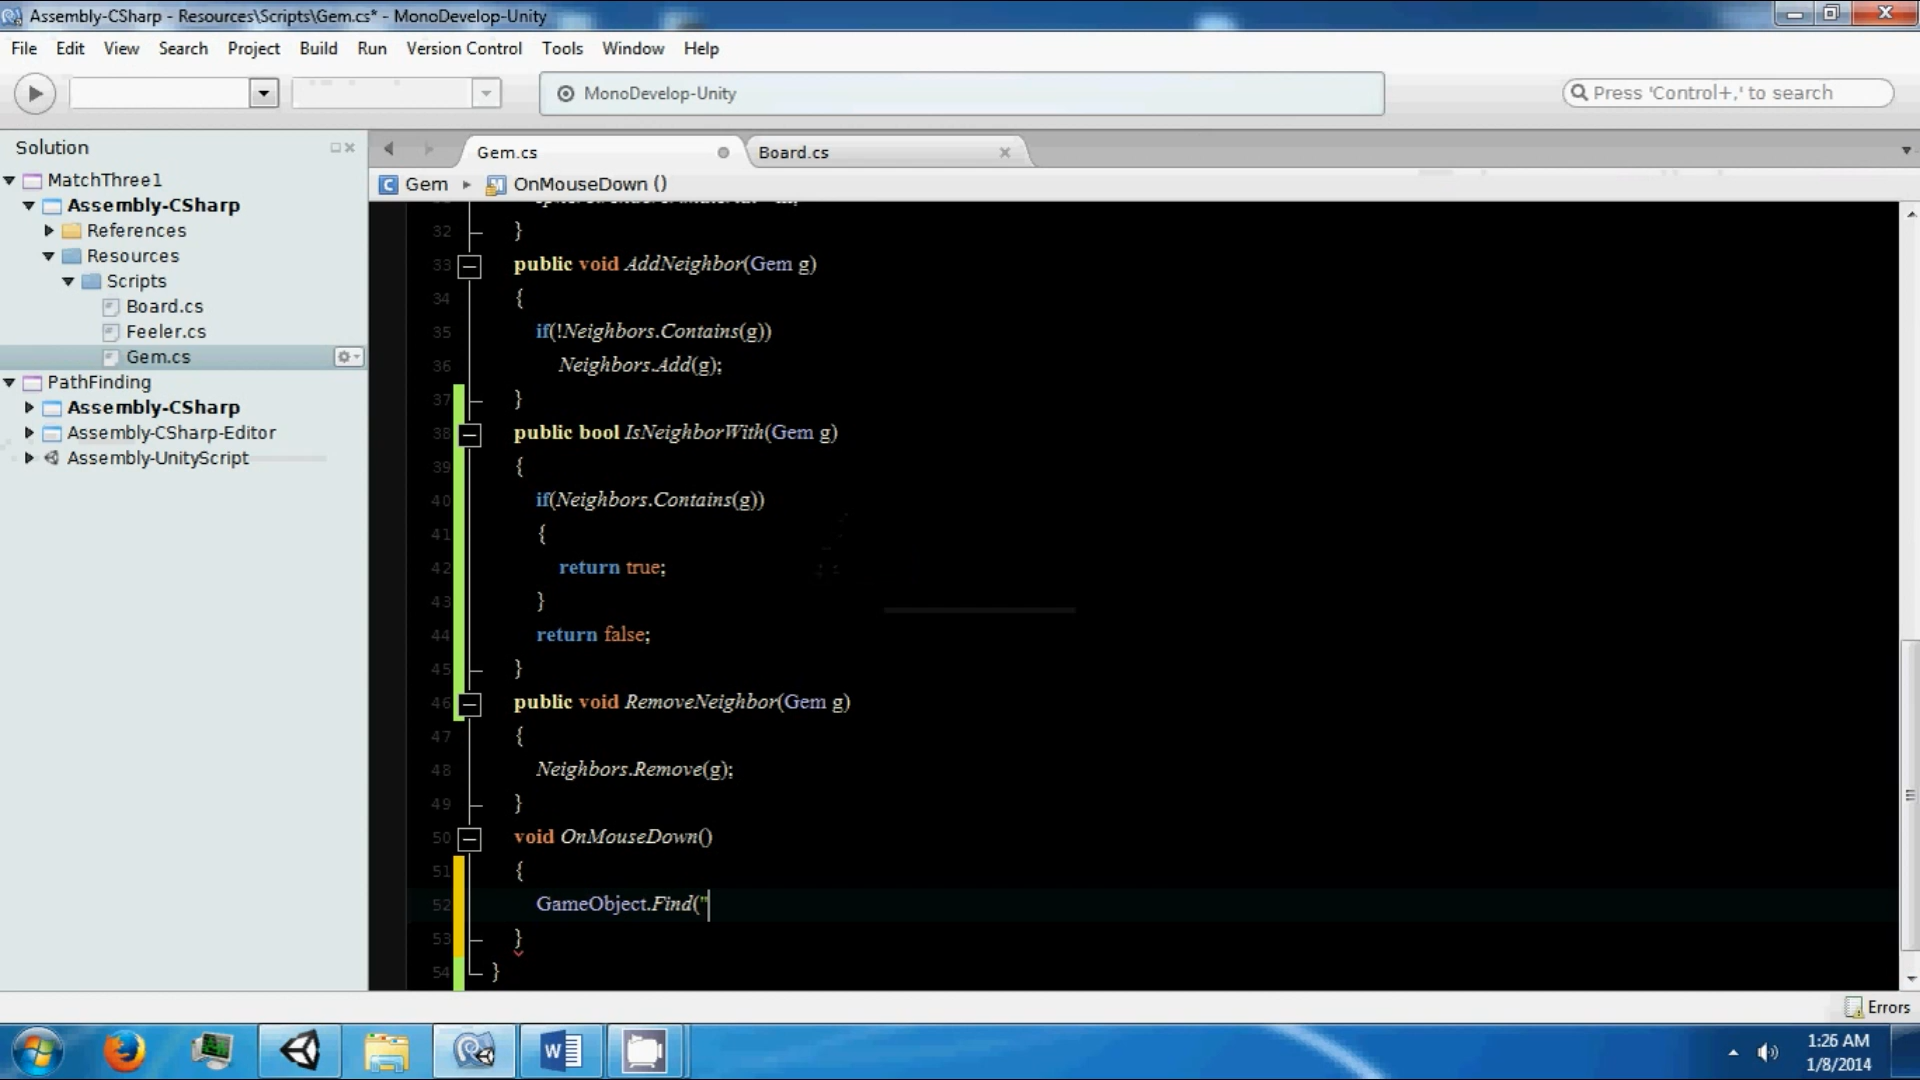 Assembly-CSharp - Resources\Scripts\Gem.cs* - MonoDevelop-Unity
File Edit View Search Project Build Run Version Control Tools Window Help
MonoDevelop-Unity
Press 'Control+,' to search
Solution
MatchThree1
Assembly-CSharp
References
Resources
Scripts
Board.cs
Feeler.cs
Gem.cs
PathFinding
Assembly-CSharp
Assembly-CSharp-Editor
Assembly-UnityScript
Gem.cs Board.cs
Gem OnMouseDown ()
32 }
33 public void AddNeighbor(Gem g)
34 {
35 if(!Neighbors.Contains(g))
36 Neighbors.Add(g);
37 }
38 public bool IsNeighborWith(Gem g)
39 {
40 if(Neighbors.Contains(g))
41 {
42 return true;
43 }
44 return false;
45 }
46 public void RemoveNeighbor(Gem g)
47 {
48 Neighbors.Remove(g);
49 }
50 void OnMouseDown()
51 {
52 GameObject.Find("
53 }
54 }
Errors
1:26 AM
1/8/2014